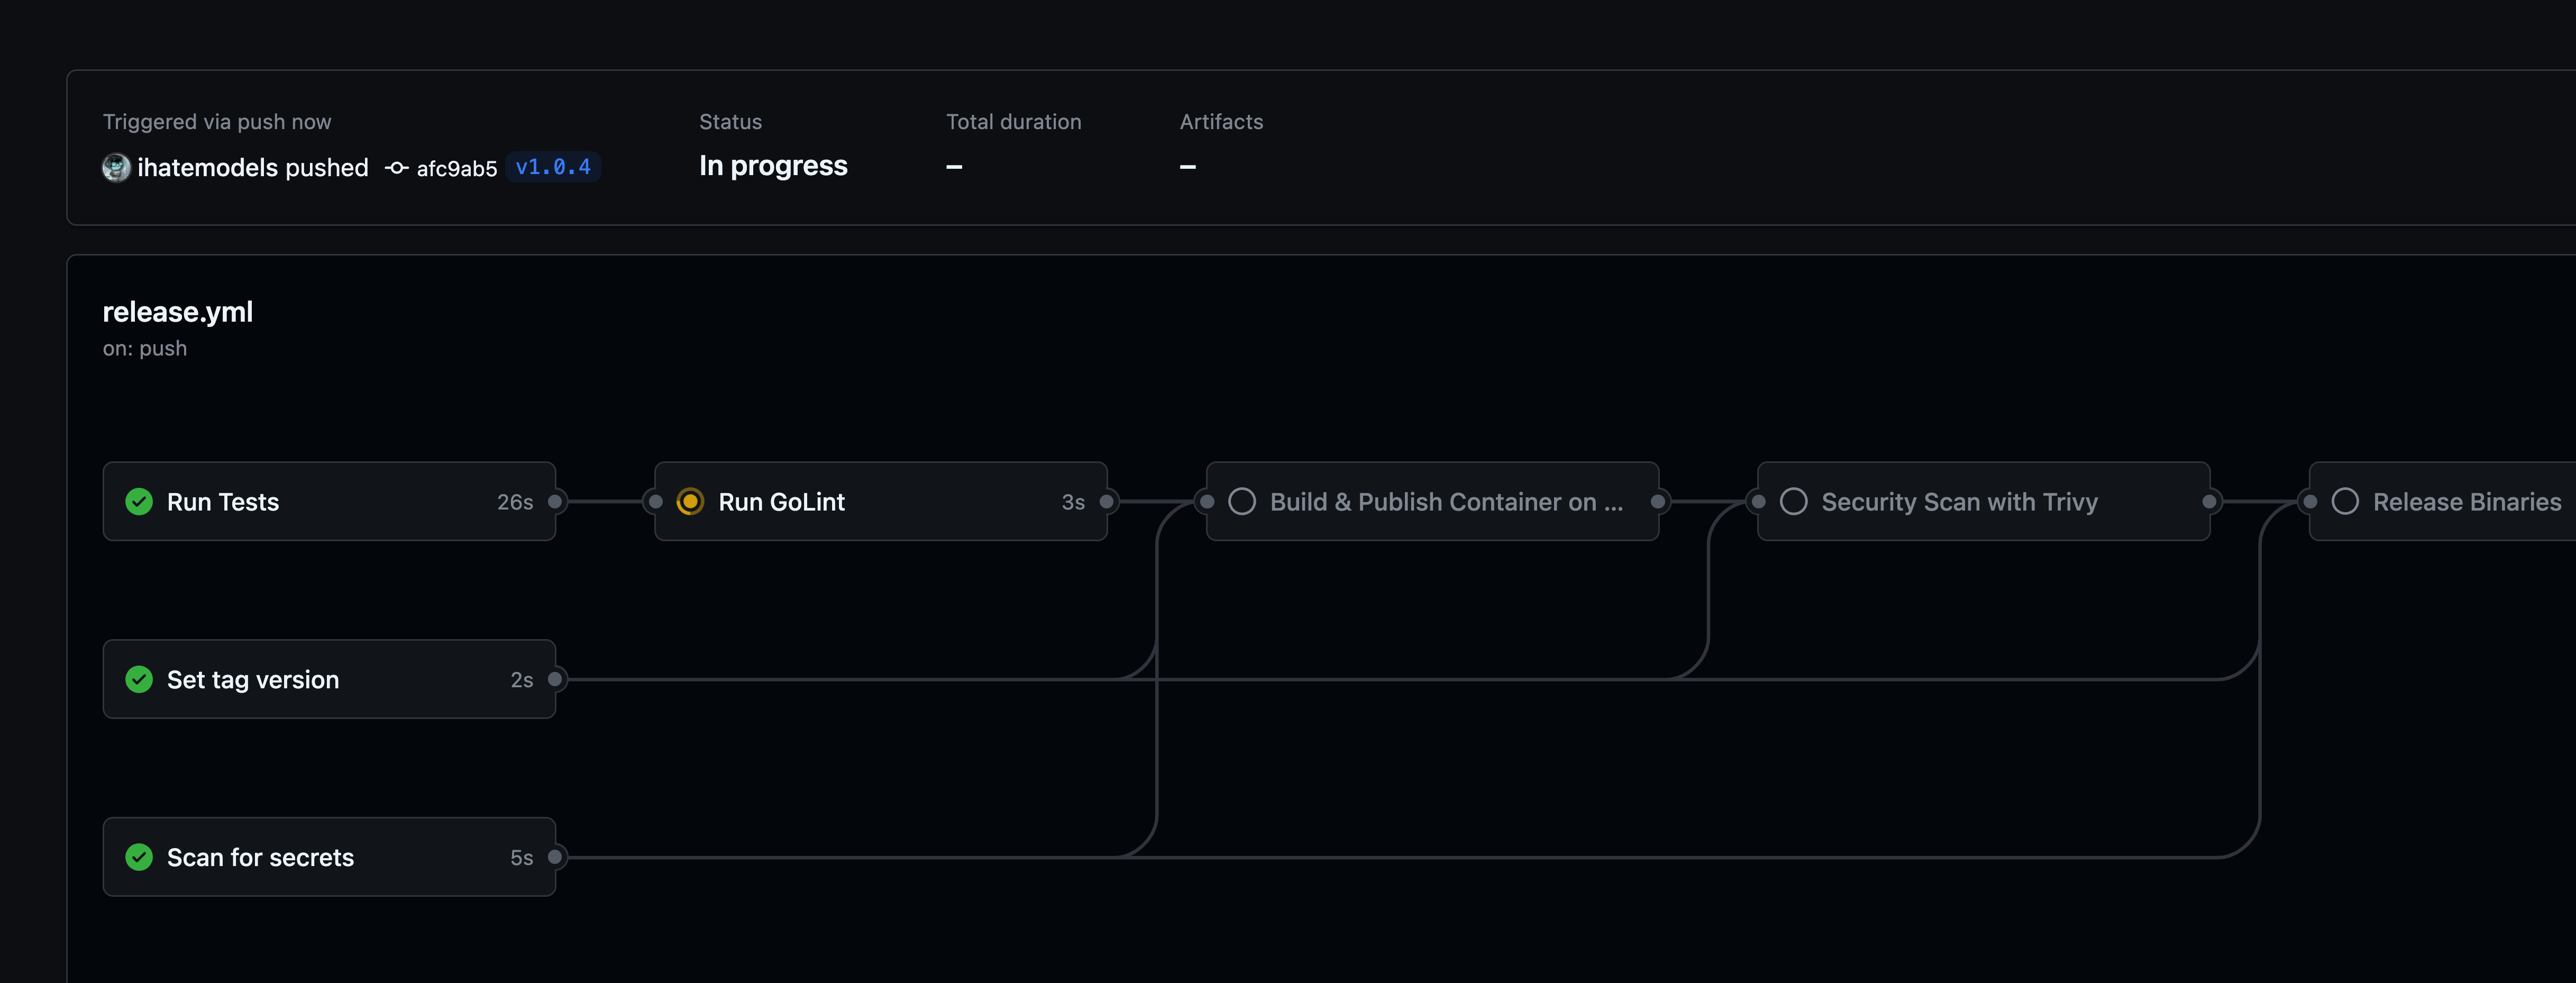 Triggered via push now
ihatemodels pushed afc9ab5 v1.0.4
Status
In progress
Total duration
–
Artifacts
–
release.yml
on: push
Run Tests 26s
Run GoLint 3s
Build & Publish Container on ...
Security Scan with Trivy
Release Binaries
Set tag version 2s
Scan for secrets 5s